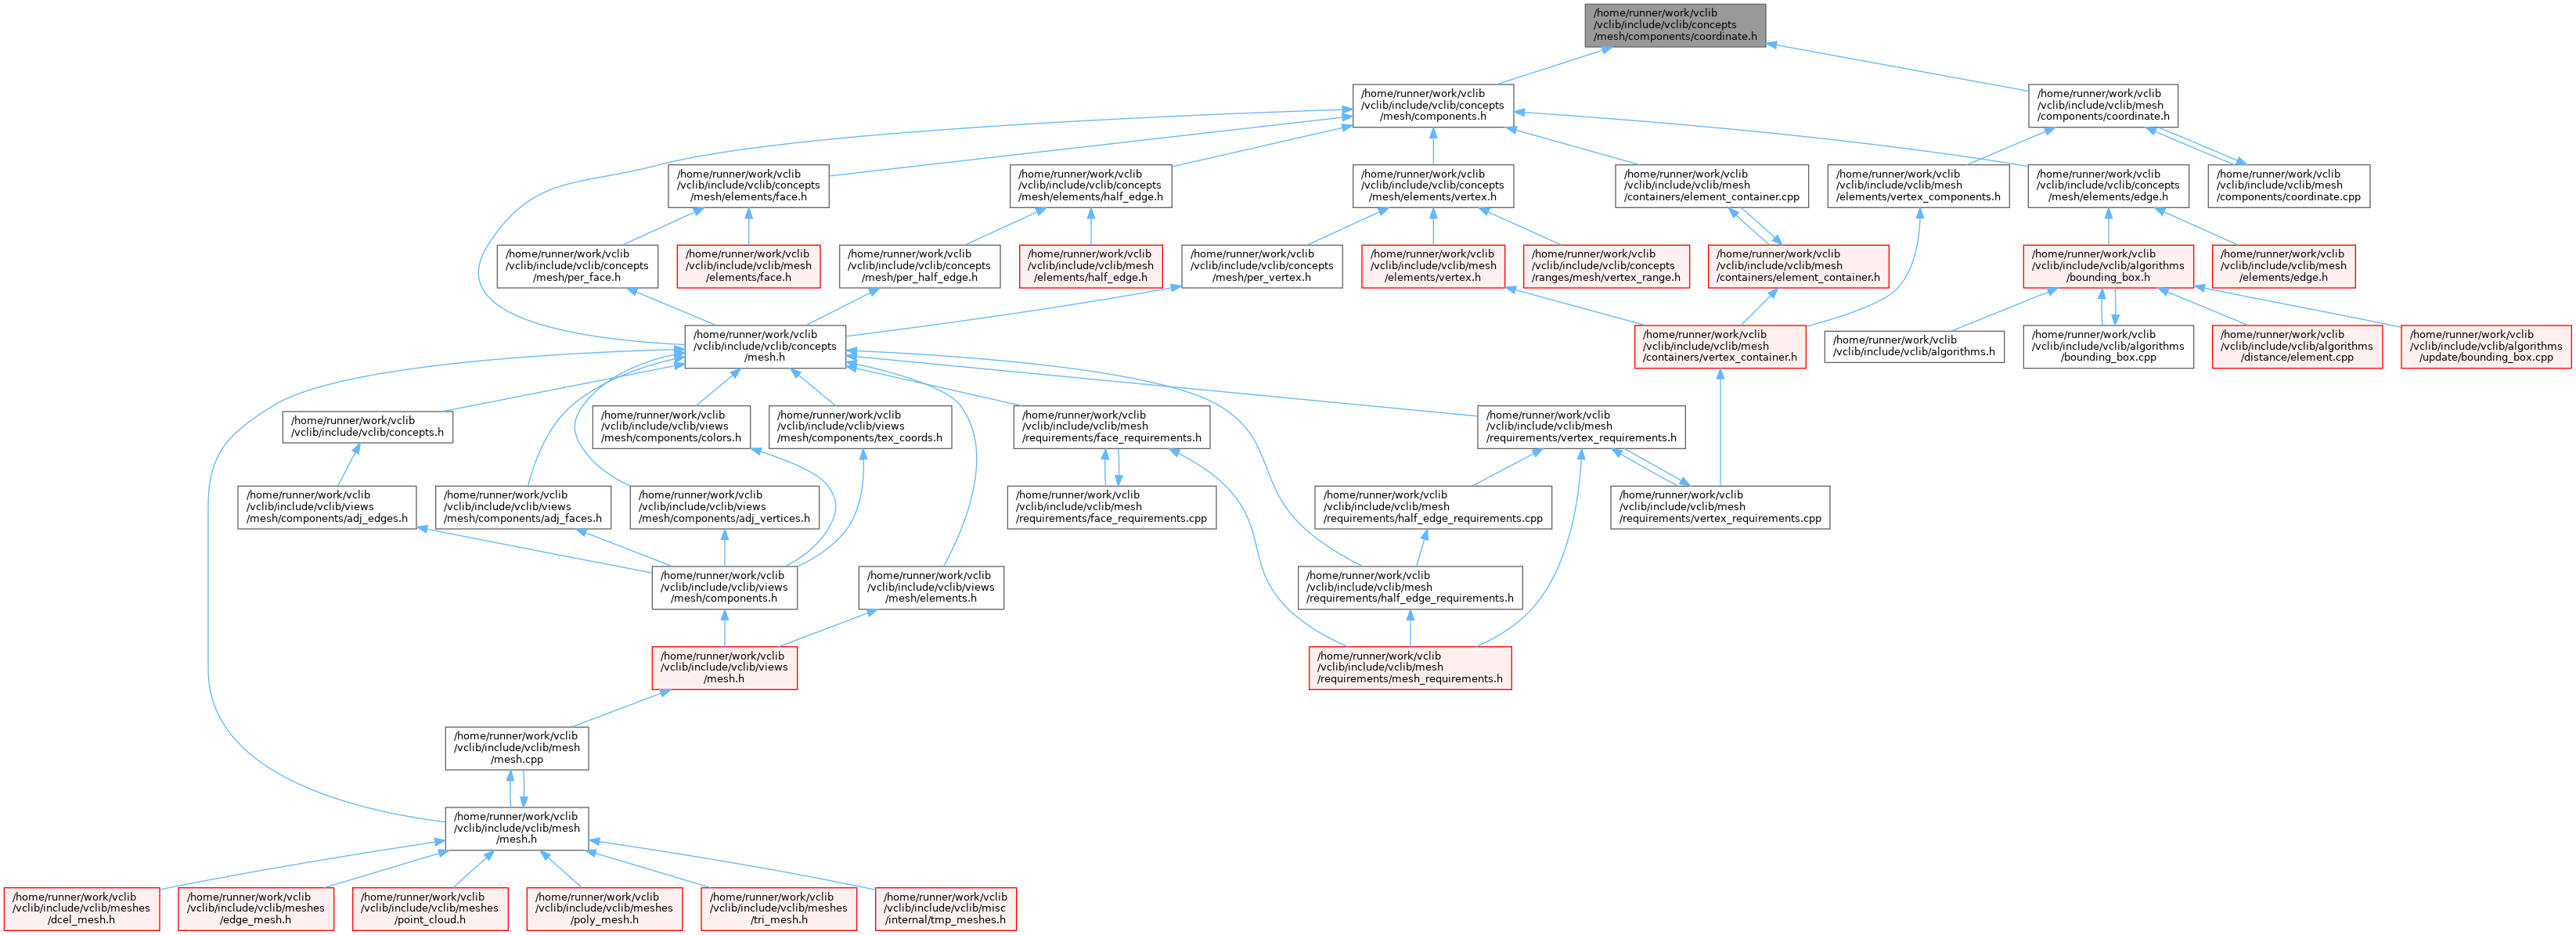 /home/runner/work/vclib
/vclib/include/vclib/concepts
/mesh/components/coordinate.h
/home/runner/work/vclib
/vclib/include/vclib/concepts
/mesh/components.h
/home/runner/work/vclib
/vclib/include/vclib/mesh
/components/coordinate.h
/home/runner/work/vclib
/vclib/include/vclib/concepts
/mesh/elements/face.h
/home/runner/work/vclib
/vclib/include/vclib/concepts
/mesh/elements/half_edge.h
/home/runner/work/vclib
/vclib/include/vclib/concepts
/mesh/elements/vertex.h
/home/runner/work/vclib
/vclib/include/vclib/mesh
/containers/element_container.cpp
/home/runner/work/vclib
/vclib/include/vclib/mesh
/elements/vertex_components.h
/home/runner/work/vclib
/vclib/include/vclib/concepts
/mesh/elements/edge.h
/home/runner/work/vclib
/vclib/include/vclib/mesh
/components/coordinate.cpp
/home/runner/work/vclib
/vclib/include/vclib/concepts
/mesh/per_face.h
/home/runner/work/vclib
/vclib/include/vclib/mesh
/elements/face.h
/home/runner/work/vclib
/vclib/include/vclib/concepts
/mesh/per_half_edge.h
/home/runner/work/vclib
/vclib/include/vclib/mesh
/elements/half_edge.h
/home/runner/work/vclib
/vclib/include/vclib/concepts
/mesh/per_vertex.h
/home/runner/work/vclib
/vclib/include/vclib/mesh
/elements/vertex.h
/home/runner/work/vclib
/vclib/include/vclib/concepts
/ranges/mesh/vertex_range.h
/home/runner/work/vclib
/vclib/include/vclib/mesh
/containers/element_container.h
/home/runner/work/vclib
/vclib/include/vclib/algorithms
/bounding_box.h
/home/runner/work/vclib
/vclib/include/vclib/mesh
/elements/edge.h
/home/runner/work/vclib
/vclib/include/vclib/concepts
/mesh.h
/home/runner/work/vclib
/vclib/include/vclib/mesh
/containers/vertex_container.h
/home/runner/work/vclib
/vclib/include/vclib/algorithms.h
/home/runner/work/vclib
/vclib/include/vclib/algorithms
/bounding_box.cpp
/home/runner/work/vclib
/vclib/include/vclib/algorithms
/distance/element.cpp
/home/runner/work/vclib
/vclib/include/vclib/algorithms
/update/bounding_box.cpp
/home/runner/work/vclib
/vclib/include/vclib/concepts.h
/home/runner/work/vclib
/vclib/include/vclib/views
/mesh/components/colors.h
/home/runner/work/vclib
/vclib/include/vclib/views
/mesh/components/tex_coords.h
/home/runner/work/vclib
/vclib/include/vclib/mesh
/requirements/face_requirements.h
/home/runner/work/vclib
/vclib/include/vclib/mesh
/requirements/vertex_requirements.h
/home/runner/work/vclib
/vclib/include/vclib/views
/mesh/components/adj_edges.h
/home/runner/work/vclib
/vclib/include/vclib/views
/mesh/components/adj_faces.h
/home/runner/work/vclib
/vclib/include/vclib/views
/mesh/components/adj_vertices.h
/home/runner/work/vclib
/vclib/include/vclib/mesh
/requirements/face_requirements.cpp
/home/runner/work/vclib
/vclib/include/vclib/mesh
/requirements/half_edge_requirements.cpp
/home/runner/work/vclib
/vclib/include/vclib/mesh
/requirements/vertex_requirements.cpp
/home/runner/work/vclib
/vclib/include/vclib/views
/mesh/components.h
/home/runner/work/vclib
/vclib/include/vclib/views
/mesh/elements.h
/home/runner/work/vclib
/vclib/include/vclib/mesh
/requirements/half_edge_requirements.h
/home/runner/work/vclib
/vclib/include/vclib/views
/mesh.h
/home/runner/work/vclib
/vclib/include/vclib/mesh
/requirements/mesh_requirements.h
/home/runner/work/vclib
/vclib/include/vclib/mesh
/mesh.cpp
/home/runner/work/vclib
/vclib/include/vclib/mesh
/mesh.h
/home/runner/work/vclib
/vclib/include/vclib/meshes
/dcel_mesh.h
/home/runner/work/vclib
/vclib/include/vclib/meshes
/edge_mesh.h
/home/runner/work/vclib
/vclib/include/vclib/meshes
/point_cloud.h
/home/runner/work/vclib
/vclib/include/vclib/meshes
/poly_mesh.h
/home/runner/work/vclib
/vclib/include/vclib/meshes
/tri_mesh.h
/home/runner/work/vclib
/vclib/include/vclib/misc
/internal/tmp_meshes.h